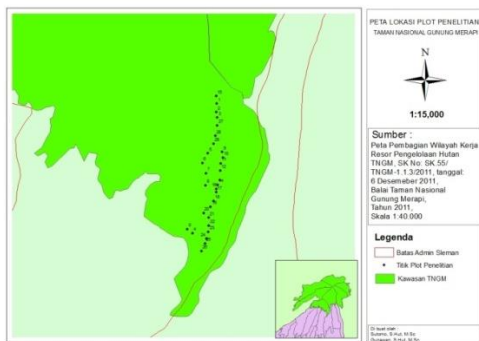 PETA LOKASI PLOT PENELITIAN
TAMAN NASIONAL GUNUNG MERAPI
N
1:15,000
Sumber :
Peta Pembagian Wilayah Kerja
Resor Pengelolaan Hutan
TNGM, SK No: SK.55/
TNGM-1.1.3/2011, tanggal:
6 Desemeber 2011,
Balai Taman Nasional
Gunung Merapi,
Tahun 2011,
Skala 1:40.000
Legenda
Batas Admin Sleman
Titik Plot Penelitian
Kawasan TNGM
Dibuat oleh :